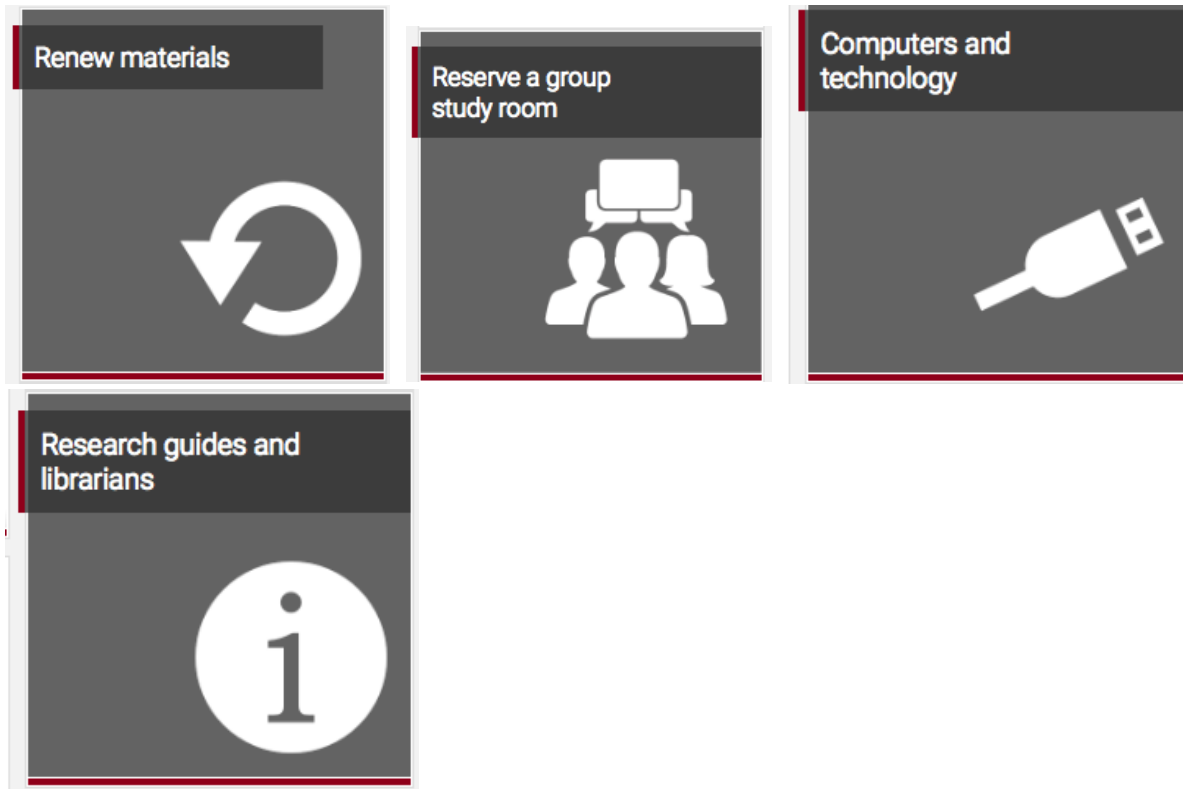 Renew materials
Reserve a group
study room
Computers and
technology
Research guides and
librarians